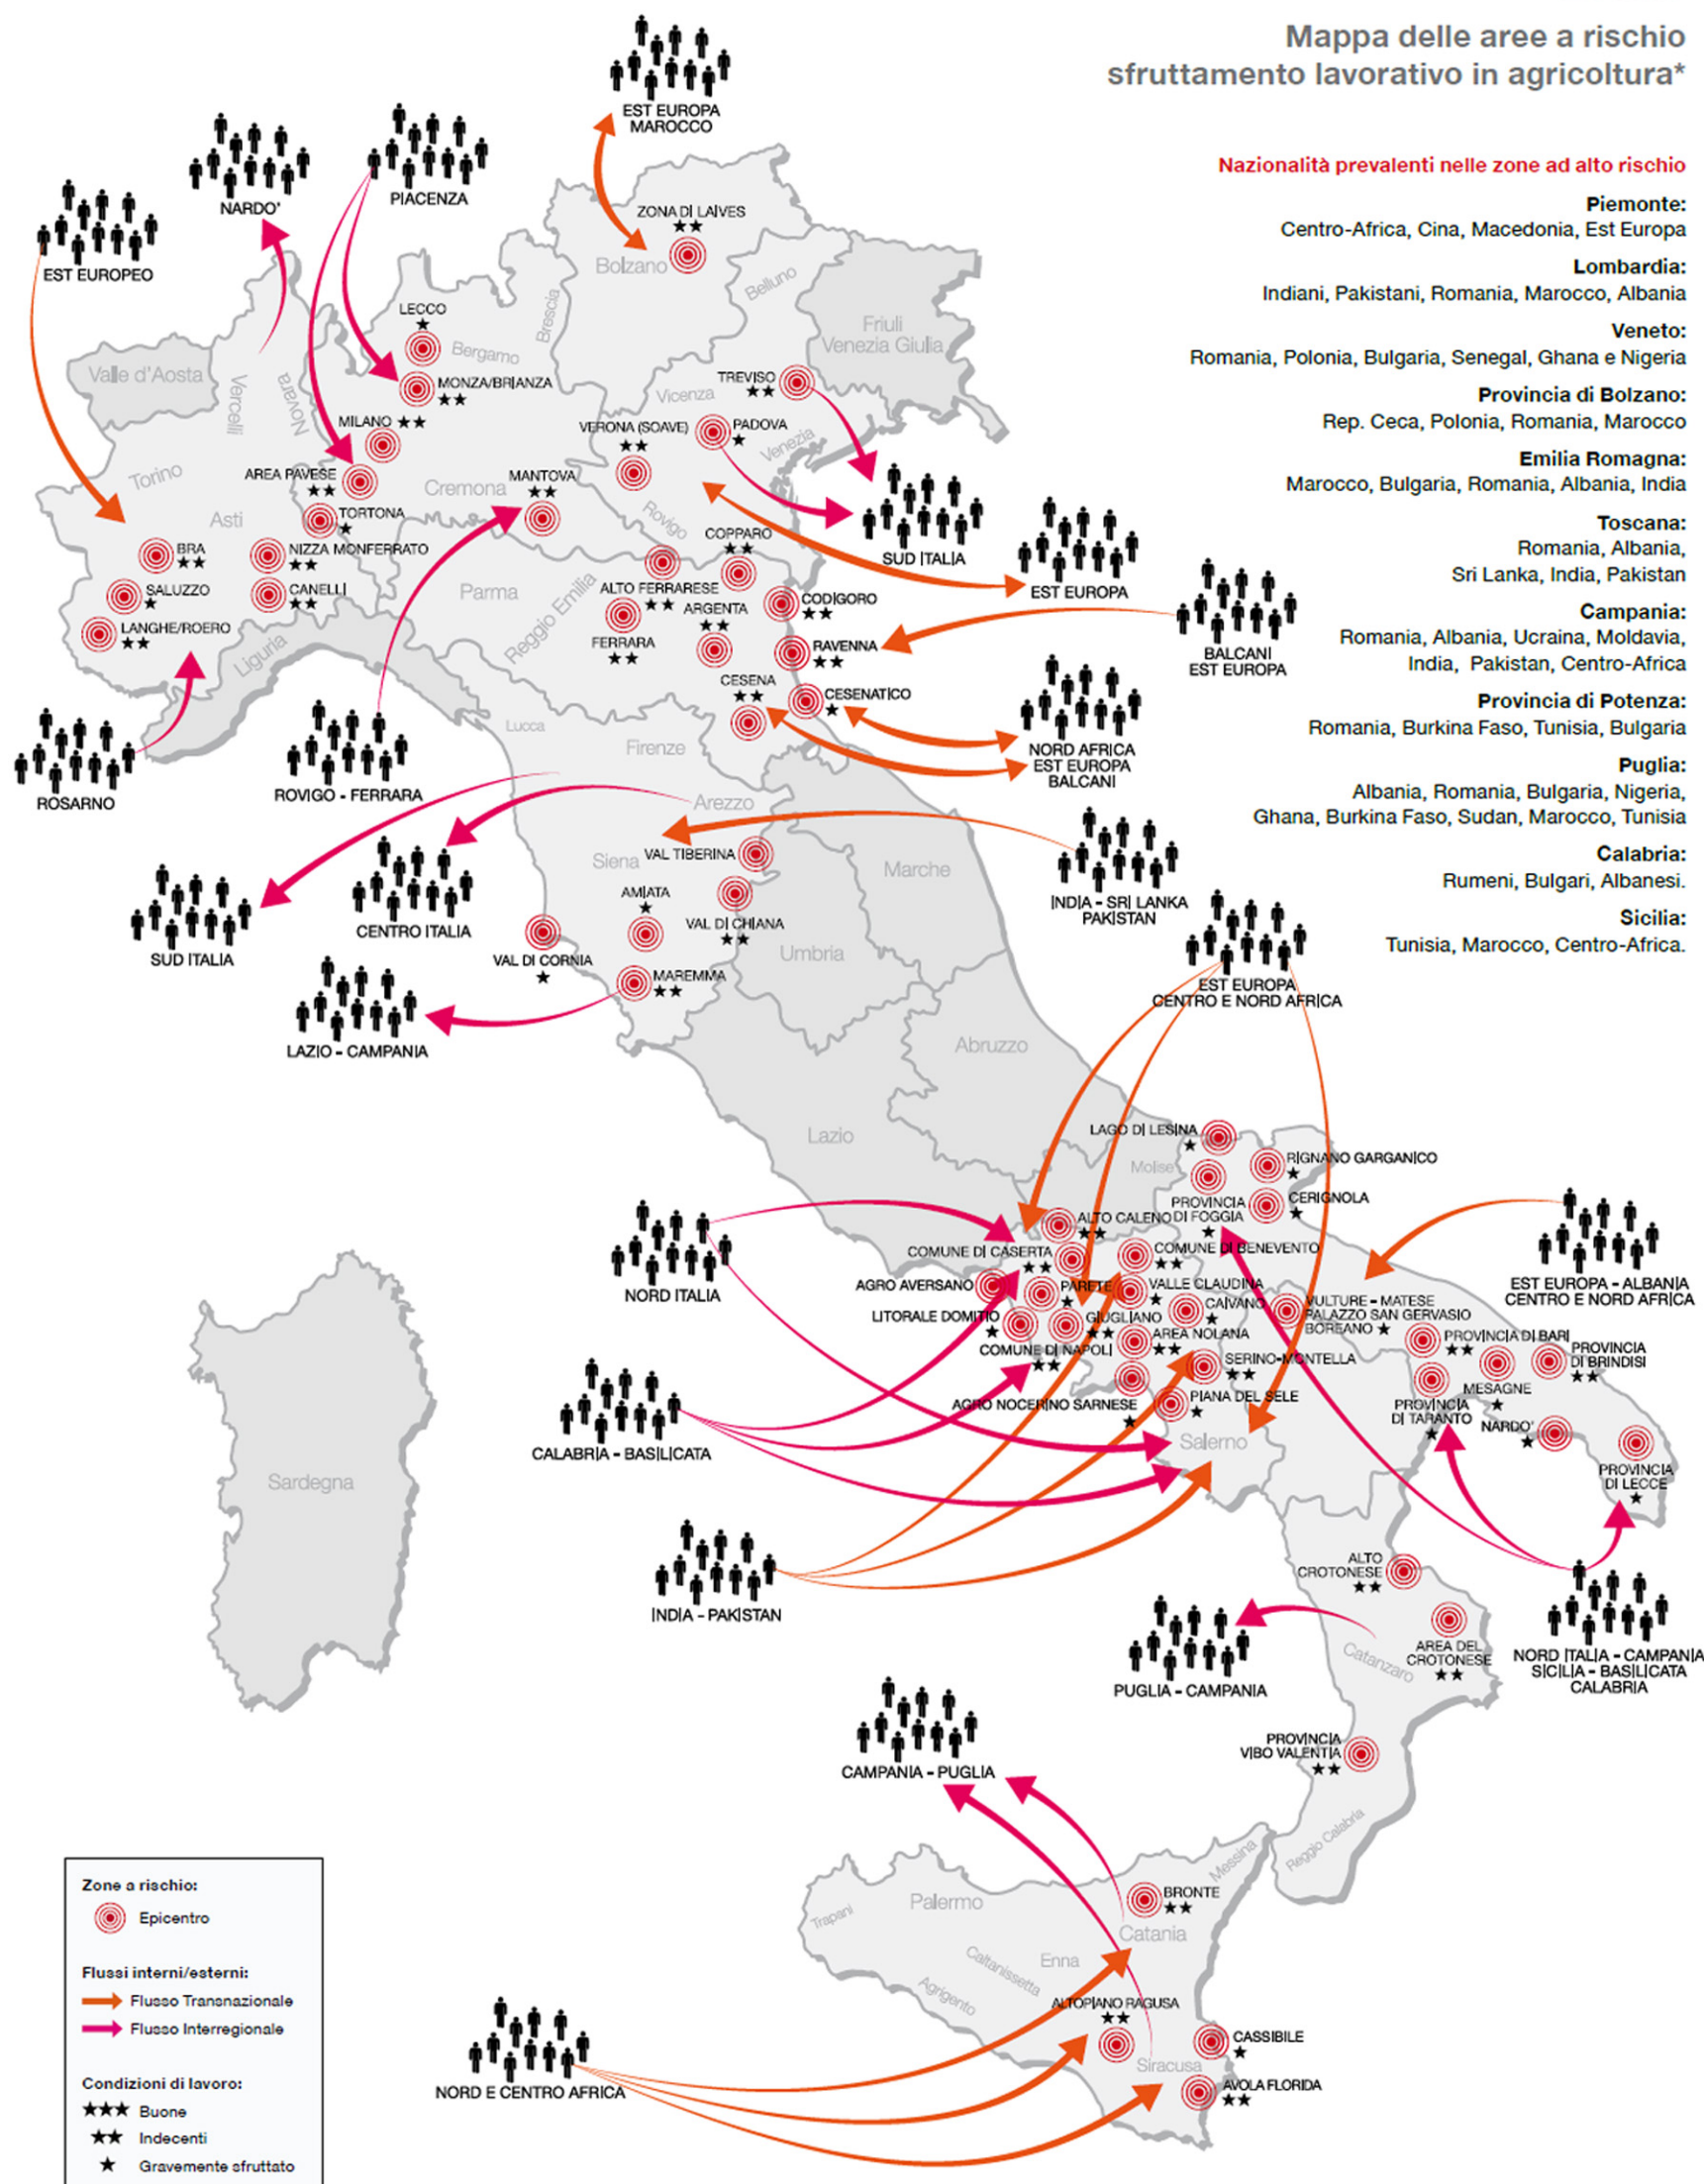 Mappa delle aree a rischio
sfruttamento lavorativo in agricoltura*
Nazionalità prevalenti nelle zone ad alto rischio
Piemonte:
Centro-Africa, Cina, Macedonia, Est Europa
Lombardia:
Indiani, Pakistani, Romania, Marocco, Albania
Veneto:
Romania, Polonia, Bulgaria, Senegal, Ghana e Nigeria
Provincia di Bolzano:
Rep. Ceca, Polonia, Romania, Marocco
Emilia Romagna:
Marocco, Bulgaria, Romania, Albania, India
Toscana:
Romania, Albania,
Sri Lanka, India, Pakistan
Campania:
Romania, Albania, Ucraina, Moldavia,
India, Pakistan, Centro-Africa
Provincia di Potenza:
Romania, Burkina Faso, Tunisia, Bulgaria
Puglia:
Albania, Romania, Bulgaria, Nigeria,
Ghana, Burkina Faso, Sudan, Marocco, Tunisia
Calabria:
Rumeni, Bulgari, Albanesi.
Sicilia:
Tunisia, Marocco, Centro-Africa.
EST EUROPA
MAROCCO
NARDO'
PIACENZA
EST EUROPEO
ZONA DI LAIVES
★★
Bolzano
Belluno
Friuli
Venezia Giulia
LECCO
★
Bergamo
Brescia
Valle d'Aosta
Vercelli
Novara
MONZA/BRIANZA
★★
MILANO ★★
TREVISO
★★
Vicenza
VERONA (SOAVE)
★★
PADOVA
★
Venezia
Torino
AREA PAVESE
★★
Cremona
MANTOVA
★★
Asti
TORTONA
★
Rovigo
SUD ITALIA
BRA
★★
NIZZA MONFERRATO
★★
COPPARO
★★
EST EUROPA
SALUZZO
★
CANELLI
★★
Parma
Reggio Emilia
ALTO FERRARESE
★★
CODIGORO
★★
LANGHE/ROERO
★★
Liguria
FERRARA
★★
ARGENTA
★★
RAVENNA
★★
BALCANI
EST EUROPA
CESENA
★★
CESENATICO
★
Lucca
Firenze
NORD AFRICA
EST EUROPA
BALCANI
ROSARNO
ROVIGO - FERRARA
Arezzo
Siena
VAL TIBERINA
Marche
AMIATA
★
INDIA - SRI LANKA
PAKISTAN
VAL DI CHIANA
★★
CENTRO ITALIA
SUD ITALIA
VAL DI CORNIA
★
Umbria
MAREMMA
★★
EST EUROPA
CENTRO E NORD AFRICA
LAZIO - CAMPANIA
Abruzzo
Lazio
LAGO DI LESINA
★
Molise
RIGNANO GARGANICO
★
PROVINCIA
DI FOGGIA
★
CERIGNOLA
★
ALTO CALENO
★★
NORD ITALIA
COMUNE DI CASERTA
★★
COMUNE DI BENEVENTO
★★
AGRO AVERSANO
PARETE
★
VALLE CLAUDINA
★
EST EUROPA - ALBANIA
CENTRO E NORD AFRICA
LITORALE DOMITIO
★
GIUGLIANO
★★
CAIVANO
★
VULTURE - MATESE
PALAZZO SAN GERVASIO
BOREANO ★
COMUNE DI NAPOLI
★★
AREA NOLANA
★★
PROVINCIA DI BARI
★★
PROVINCIA
DI BRINDISI
★★
SERINO-MONTELLA
★★
MESAGNE
★
AGRO NOCERINO SARNESE
★
PIANA DEL SELE
★
PROVINCIA
DI TARANTO
★
NARDO'
★
CALABRIA - BASILICATA
Salerno
PROVINCIA
DI LECCE
★
Sardegna
INDIA - PAKISTAN
ALTO
CROTONESE
★★
PUGLIA - CAMPANIA
Catanzaro
AREA DEL
CROTONESE
★★
NORD ITALIA - CAMPANIA
SICILIA - BASILICATA
CALABRIA
CAMPANIA - PUGLIA
PROVINCIA
VIBO VALENTIA
★★
Reggio Calabria
Messina
Trapani
Palermo
BRONTE
★★
Catania
Enna
Caltanissetta
Agrigento
ALTOPIANO RAGUSA
★★
CASSIBILE
★
Siracusa
AVOLA FLORIDA
★★
NORD E CENTRO AFRICA
Zone a rischio:
Epicentro
Flussi interni/esterni:
Flusso Transnazionale
Flusso Interregionale
Condizioni di lavoro:
★★★ Buone
★★ Indecenti
★ Gravemente sfruttato